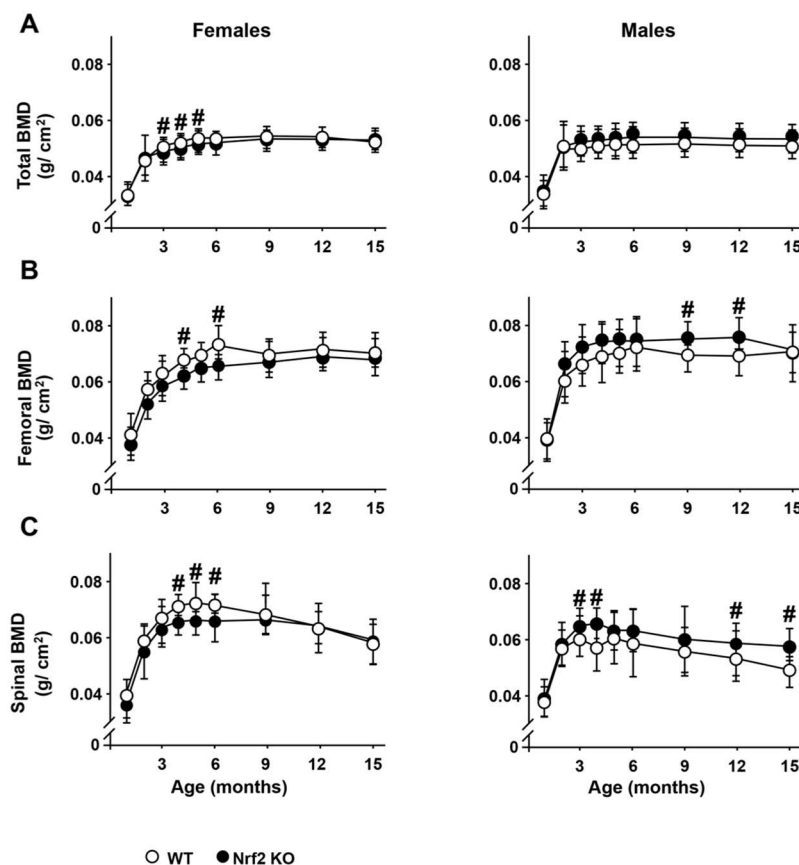 A
Females
Males
Total BMD
(g/ cm²)
0.08
0.06
0.04
0
# # #
3 6 9 12 15
0.08
0.06
0.04
0
3 6 9 12 15
B
Femoral BMD
(g/ cm²)
0.08
0.06
0.04
0
# #
3 6 9 12 15
0.08
0.06
0.04
0
# #
3 6 9 12 15
C
Spinal BMD
(g/ cm²)
0.08
0.06
0.04
0
# # #
3 6 9 12 15
Age (months)
0.08
0.06
0.04
0
# # # #
3 6 9 12 15
Age (months)
WT Nrf2 KO